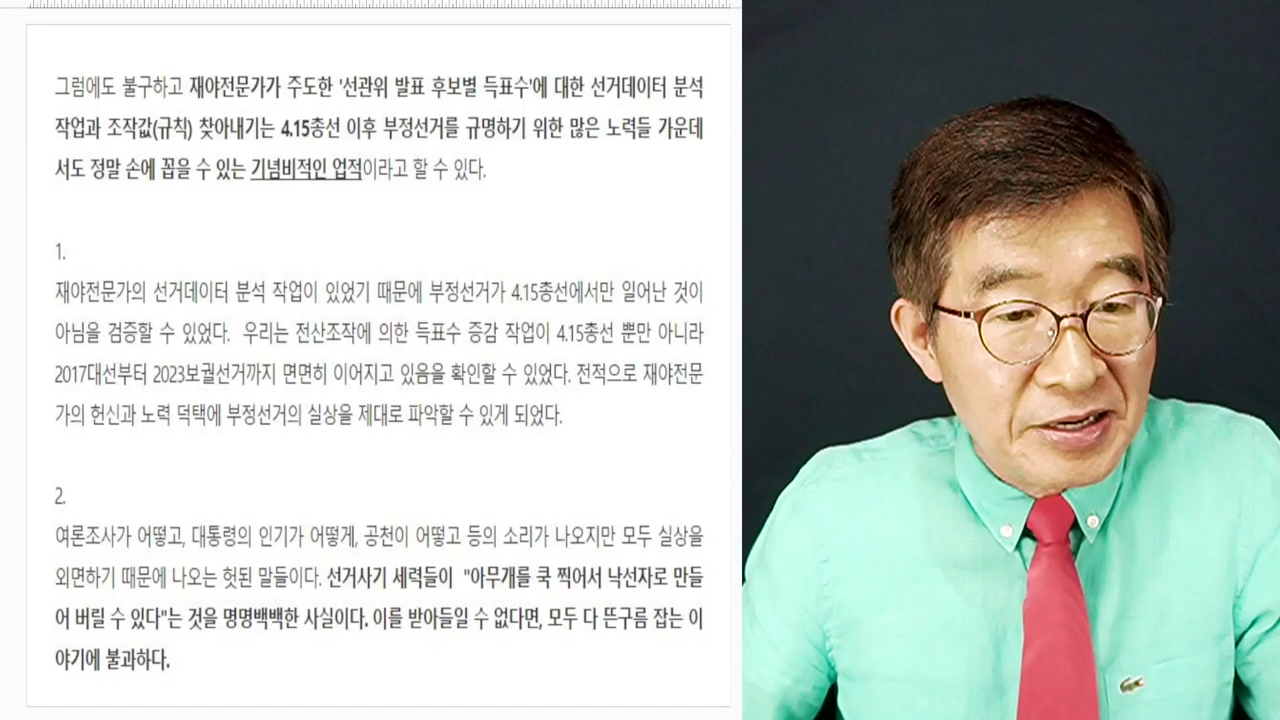 그럼에도 불구하고 재야전문가가 주도한 '선관위 발표 후보별 득표수'에 대한 선거데이터 분석
작업과 조작값(규칙) 찾아내기는 4.15총선 이후 부정선거를 규명하기 위한 많은 노력들 가운데
서도 정말 손에 꼽을 수 있는 기념비적인 업적이라고 할 수 있다.
1.
재야전문가의 선거데이터 분석 작업이 있었기 때문에 부정선거가 4.15총선에서만 일어난 것이
아님을 검증할 수 있었다. 우리는 전산조작에 의한 득표수 증감 작업이 4.15총선 뿐만 아니라
2017대선부터 2023보궐선거까지 면면히 이어지고 있음을 확인할 수 있었다. 전적으로 재야전문
가의 헌신과 노력 덕택에 부정선거의 실상을 제대로 파악할 수 있게 되었다.
2.
여론조사가 어떻고, 대통령의 인기가 어떻게, 공천이 어떻고 등의 소리가 나오지만 모두 실상을
외면하기 때문에 나오는 헛된 말들이다. 선거사기 세력들이 "아무개를 쿡 찍어서 낙선자로 만들
어 버릴 수 있다"는 것을 명명백백한 사실이다. 이를 받아들일 수 없다면, 모두 다 뜬구름 잡는 이
야기에 불과하다.